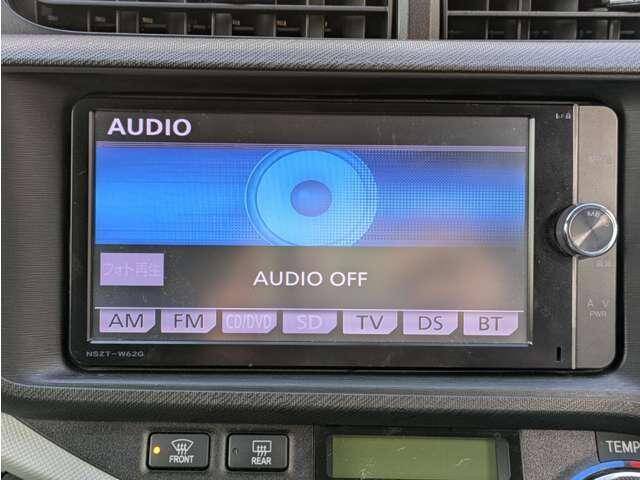 AUDIO
フォト再生
AUDIO OFF
AM FM CD/DVD SD TV DS BT
NSZT-W62G
A V
PWR
FRONT
REAR
TEMP